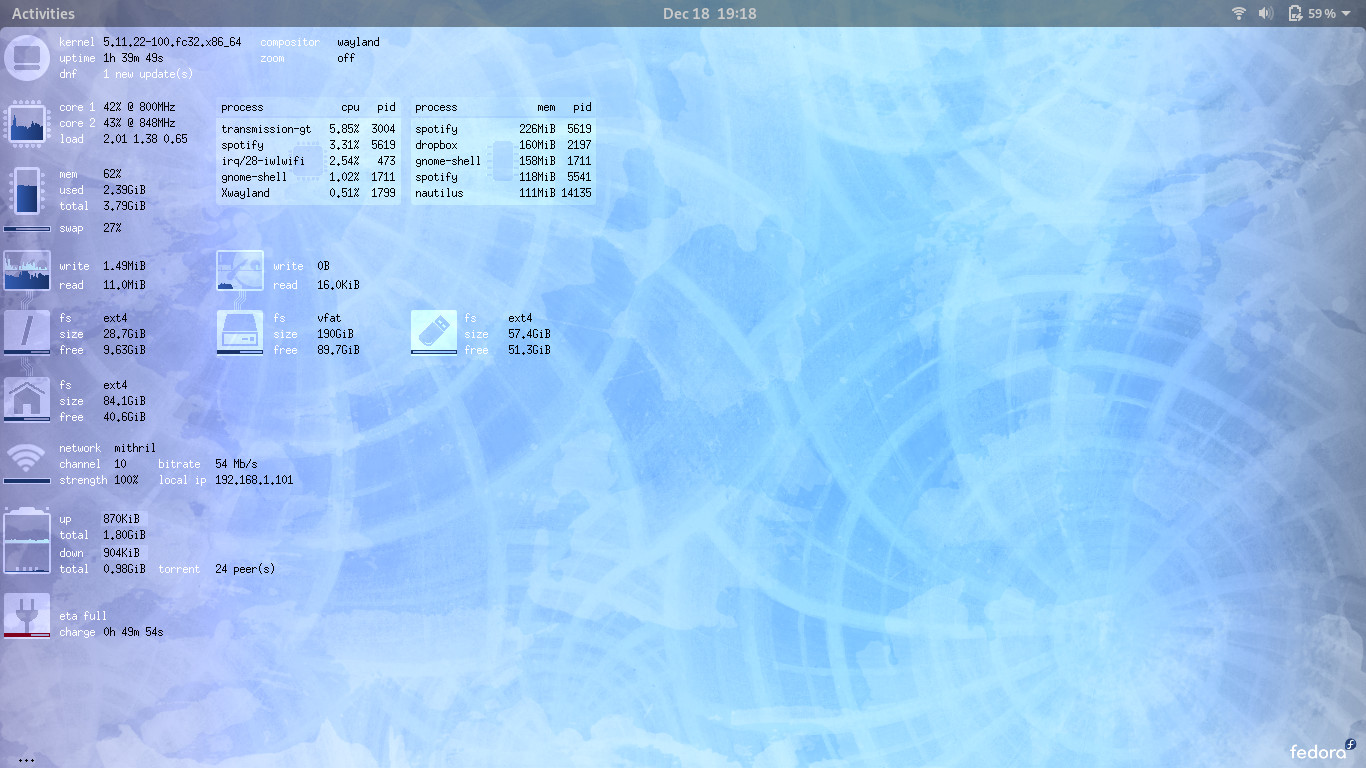 Activities Dec 18 19:18 59 %
kernel 5.11.22-100.fc32.x86_64 compositor wayland
uptime 1h 39m 49s zoom off
dnf 1 new update(s)
core 1 42% @ 800MHz
core 2 43% @ 848MHz
load 2.01 1.38 0.65
process cpu pid
transmission-gt 5.85% 3004
spotify 3.31% 5619
irq/28-iwlwifi 2.54% 473
gnome-shell 1.02% 1711
Xwayland 0.51% 1799
process mem pid
spotify 226MiB 5619
dropbox 160MiB 2197
gnome-shell 158MiB 1711
spotify 118MiB 5541
nautilus 111MiB 14135
mem 62%
used 2.39GiB
total 3.79GiB
swap 27%
write 1.49MiB
read 11.0MiB
write 0B
read 16.0KiB
fs ext4
size 28.7GiB
free 9.63GiB
fs vfat
size 190GiB
free 89.7GiB
fs ext4
size 57.4GiB
free 51.3GiB
fs ext4
size 84.1GiB
free 40.6GiB
network mithril
channel 10 bitrate 54 Mb/s
strength 100% local ip 192.168.1.101
up 870KiB
total 1.80GiB
down 904KiB
total 0.98GiB torrent 24 peer(s)
eta full
charge 0h 49m 54s
...
fedora